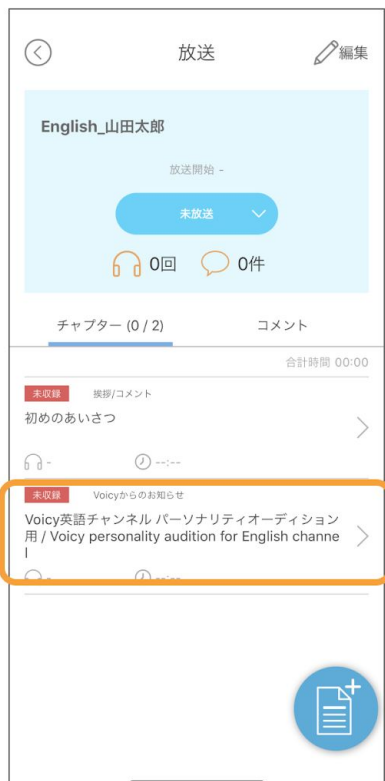 放送
編集
English_山田太郎
放送開始 -
未放送
0回 0件
チャプター (0 / 2) コメント
合計時間 00:00
未収録 挨拶/コメント
初めのあいさつ
- --:--
未収録 Voicyからのお知らせ
Voicy英語チャンネル パーソナリティオーディション
用 / Voicy personality audition for English channe
l
- --:--